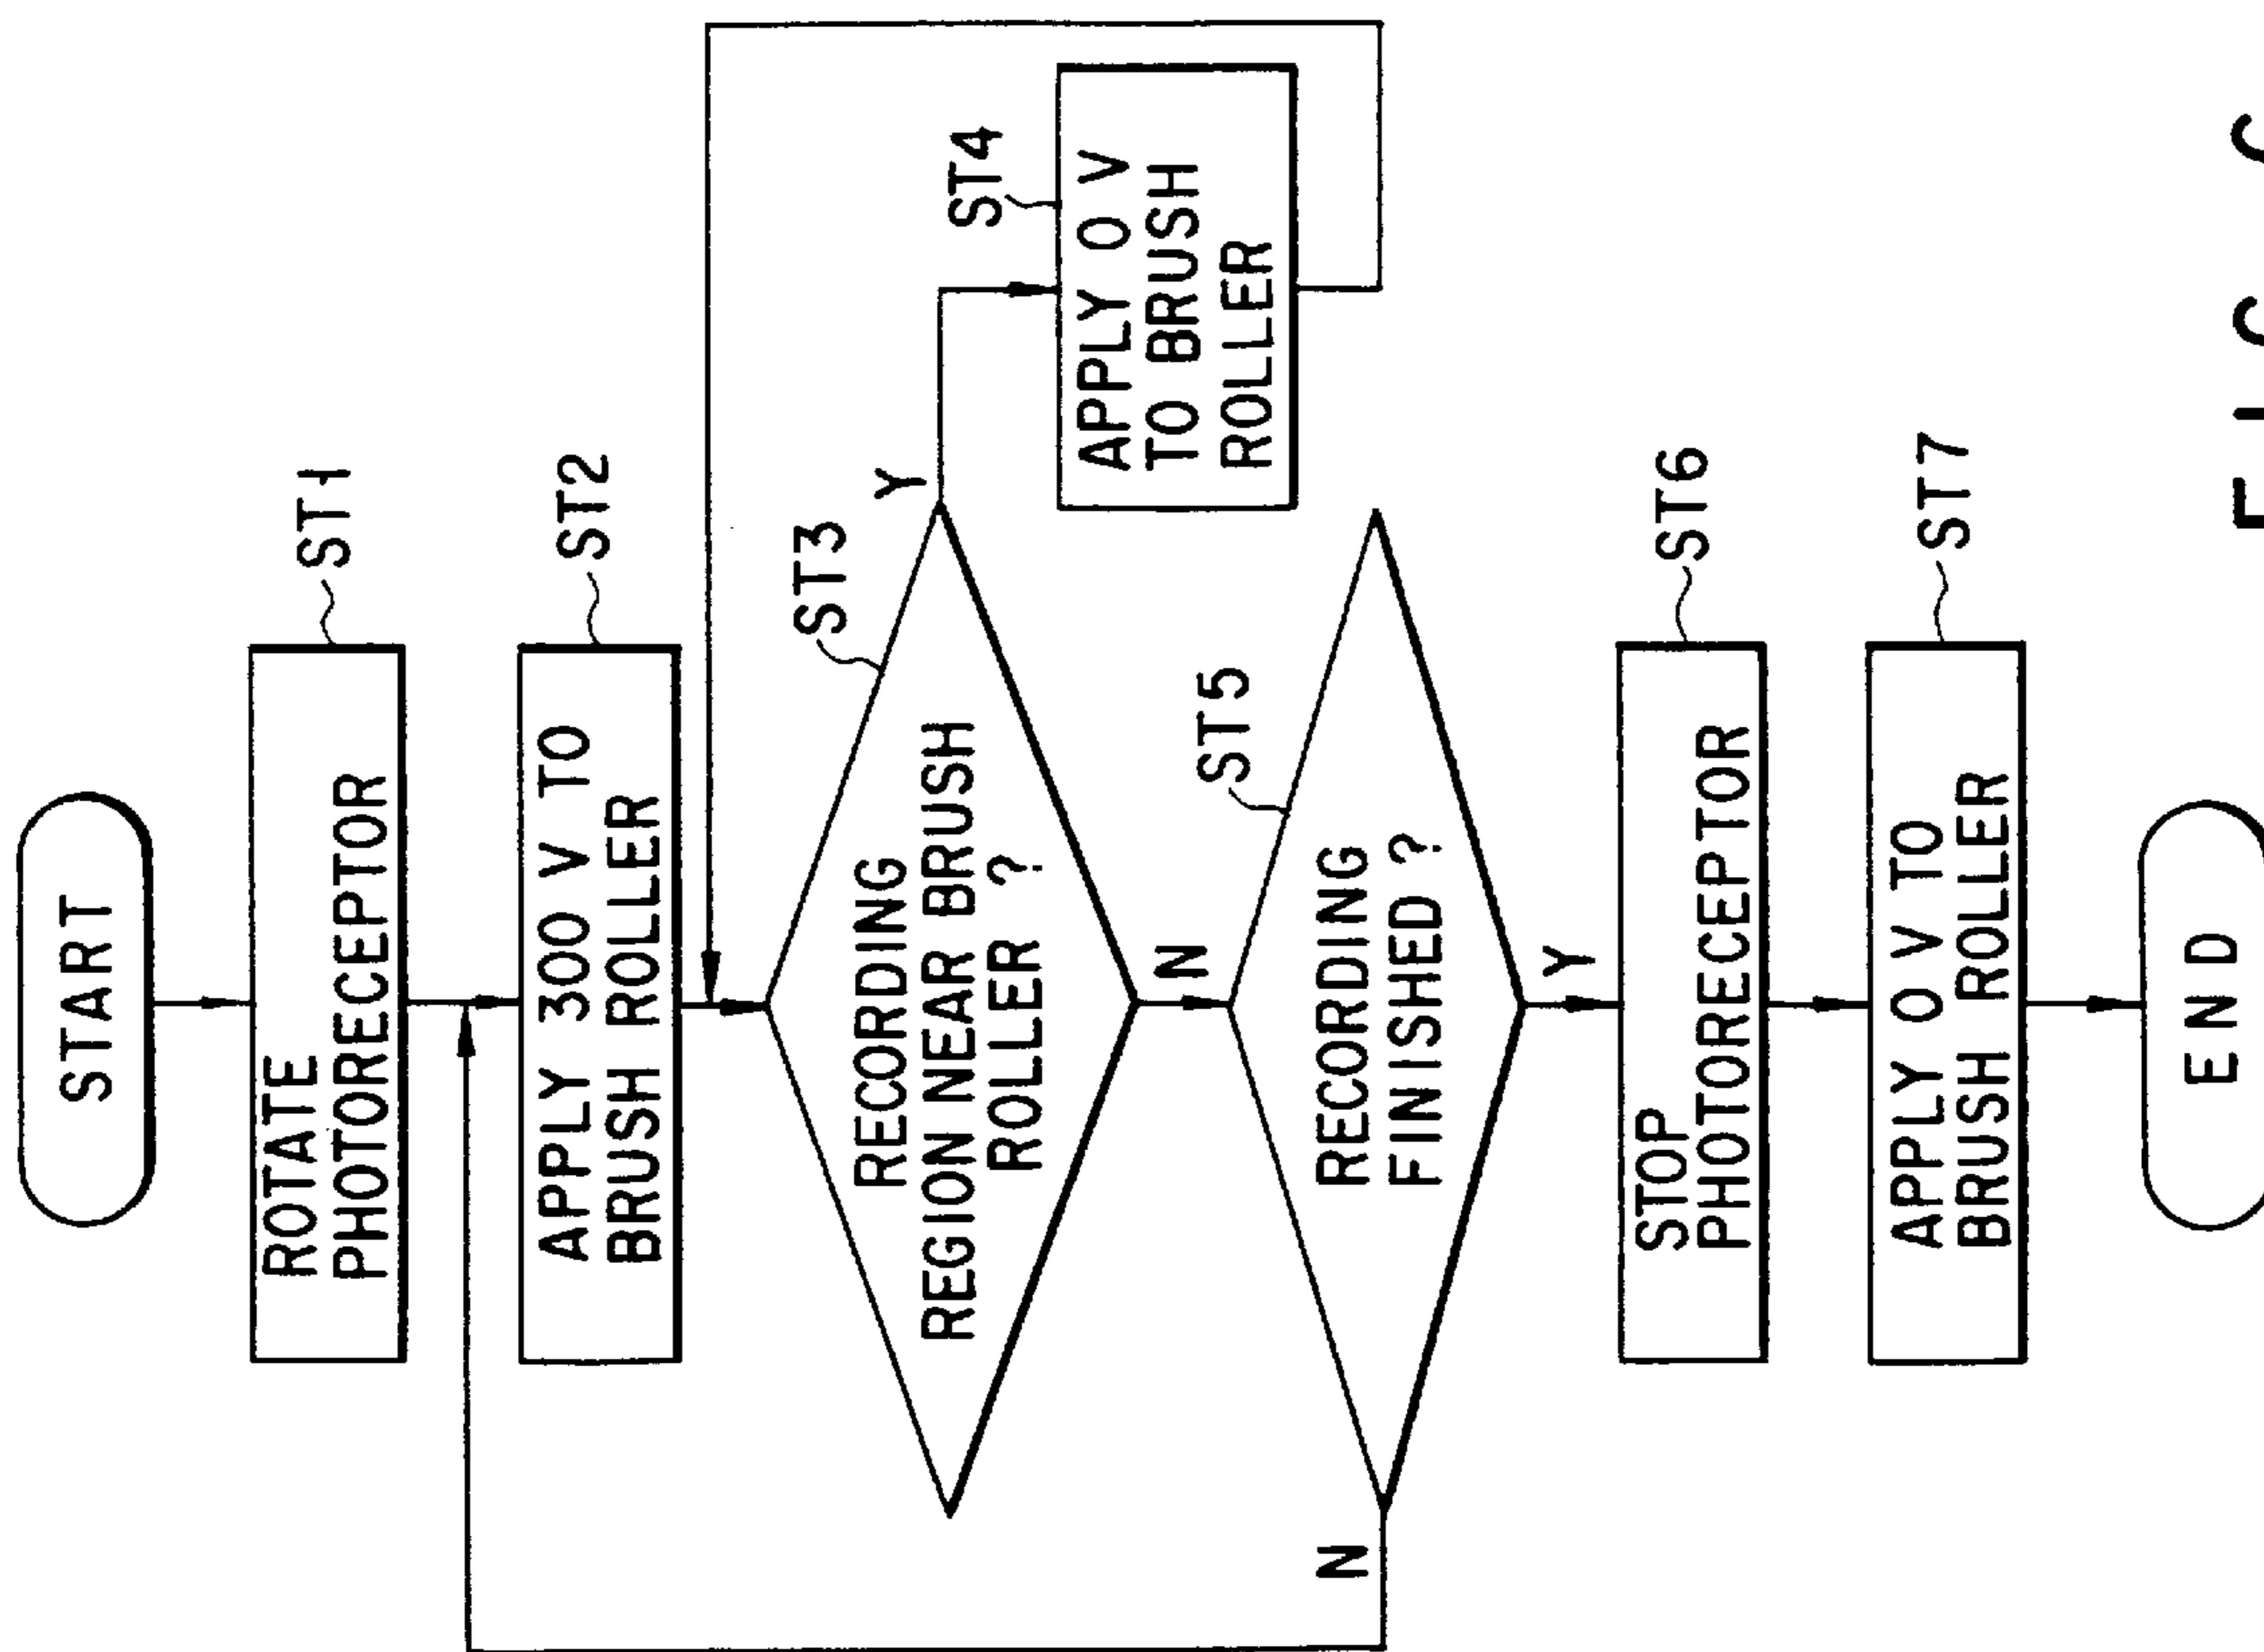 START
ROTATE
PHOTORECEPTOR
ST1
APPLY 300 V TO
BRUSH ROLLER
ST2
RECORDING
REGION NEAR BRUSH
ROLLER ?
ST3
Y
APPLY 0 V
TO BRUSH
ROLLER
ST4
N
RECORDING
FINISHED ?
ST5
N
Y
STOP
PHOTORECEPTOR
ST6
APPLY 0 V TO
BRUSH ROLLER
ST7
END